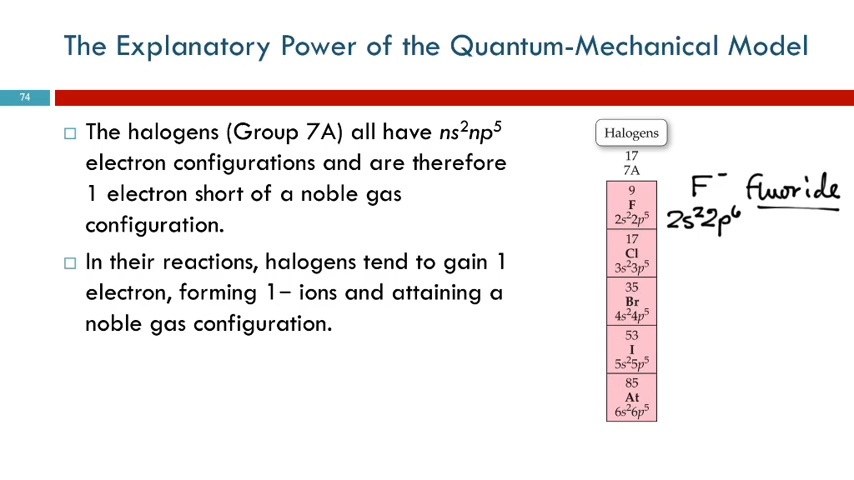 The Explanatory Power of the Quantum-Mechanical Model
74
The halogens (Group 7A) all have ns²np⁵
electron configurations and are therefore
1 electron short of a noble gas
configuration.
In their reactions, halogens tend to gain 1
electron, forming 1− ions and attaining a
noble gas configuration.
Halogens
17
7A
9
F
2s²2p⁵
17
Cl
3s²3p⁵
35
Br
4s²4p⁵
53
I
5s²5p⁵
85
At
6s²6p⁵
F⁻ fluoride
2s²2p⁶